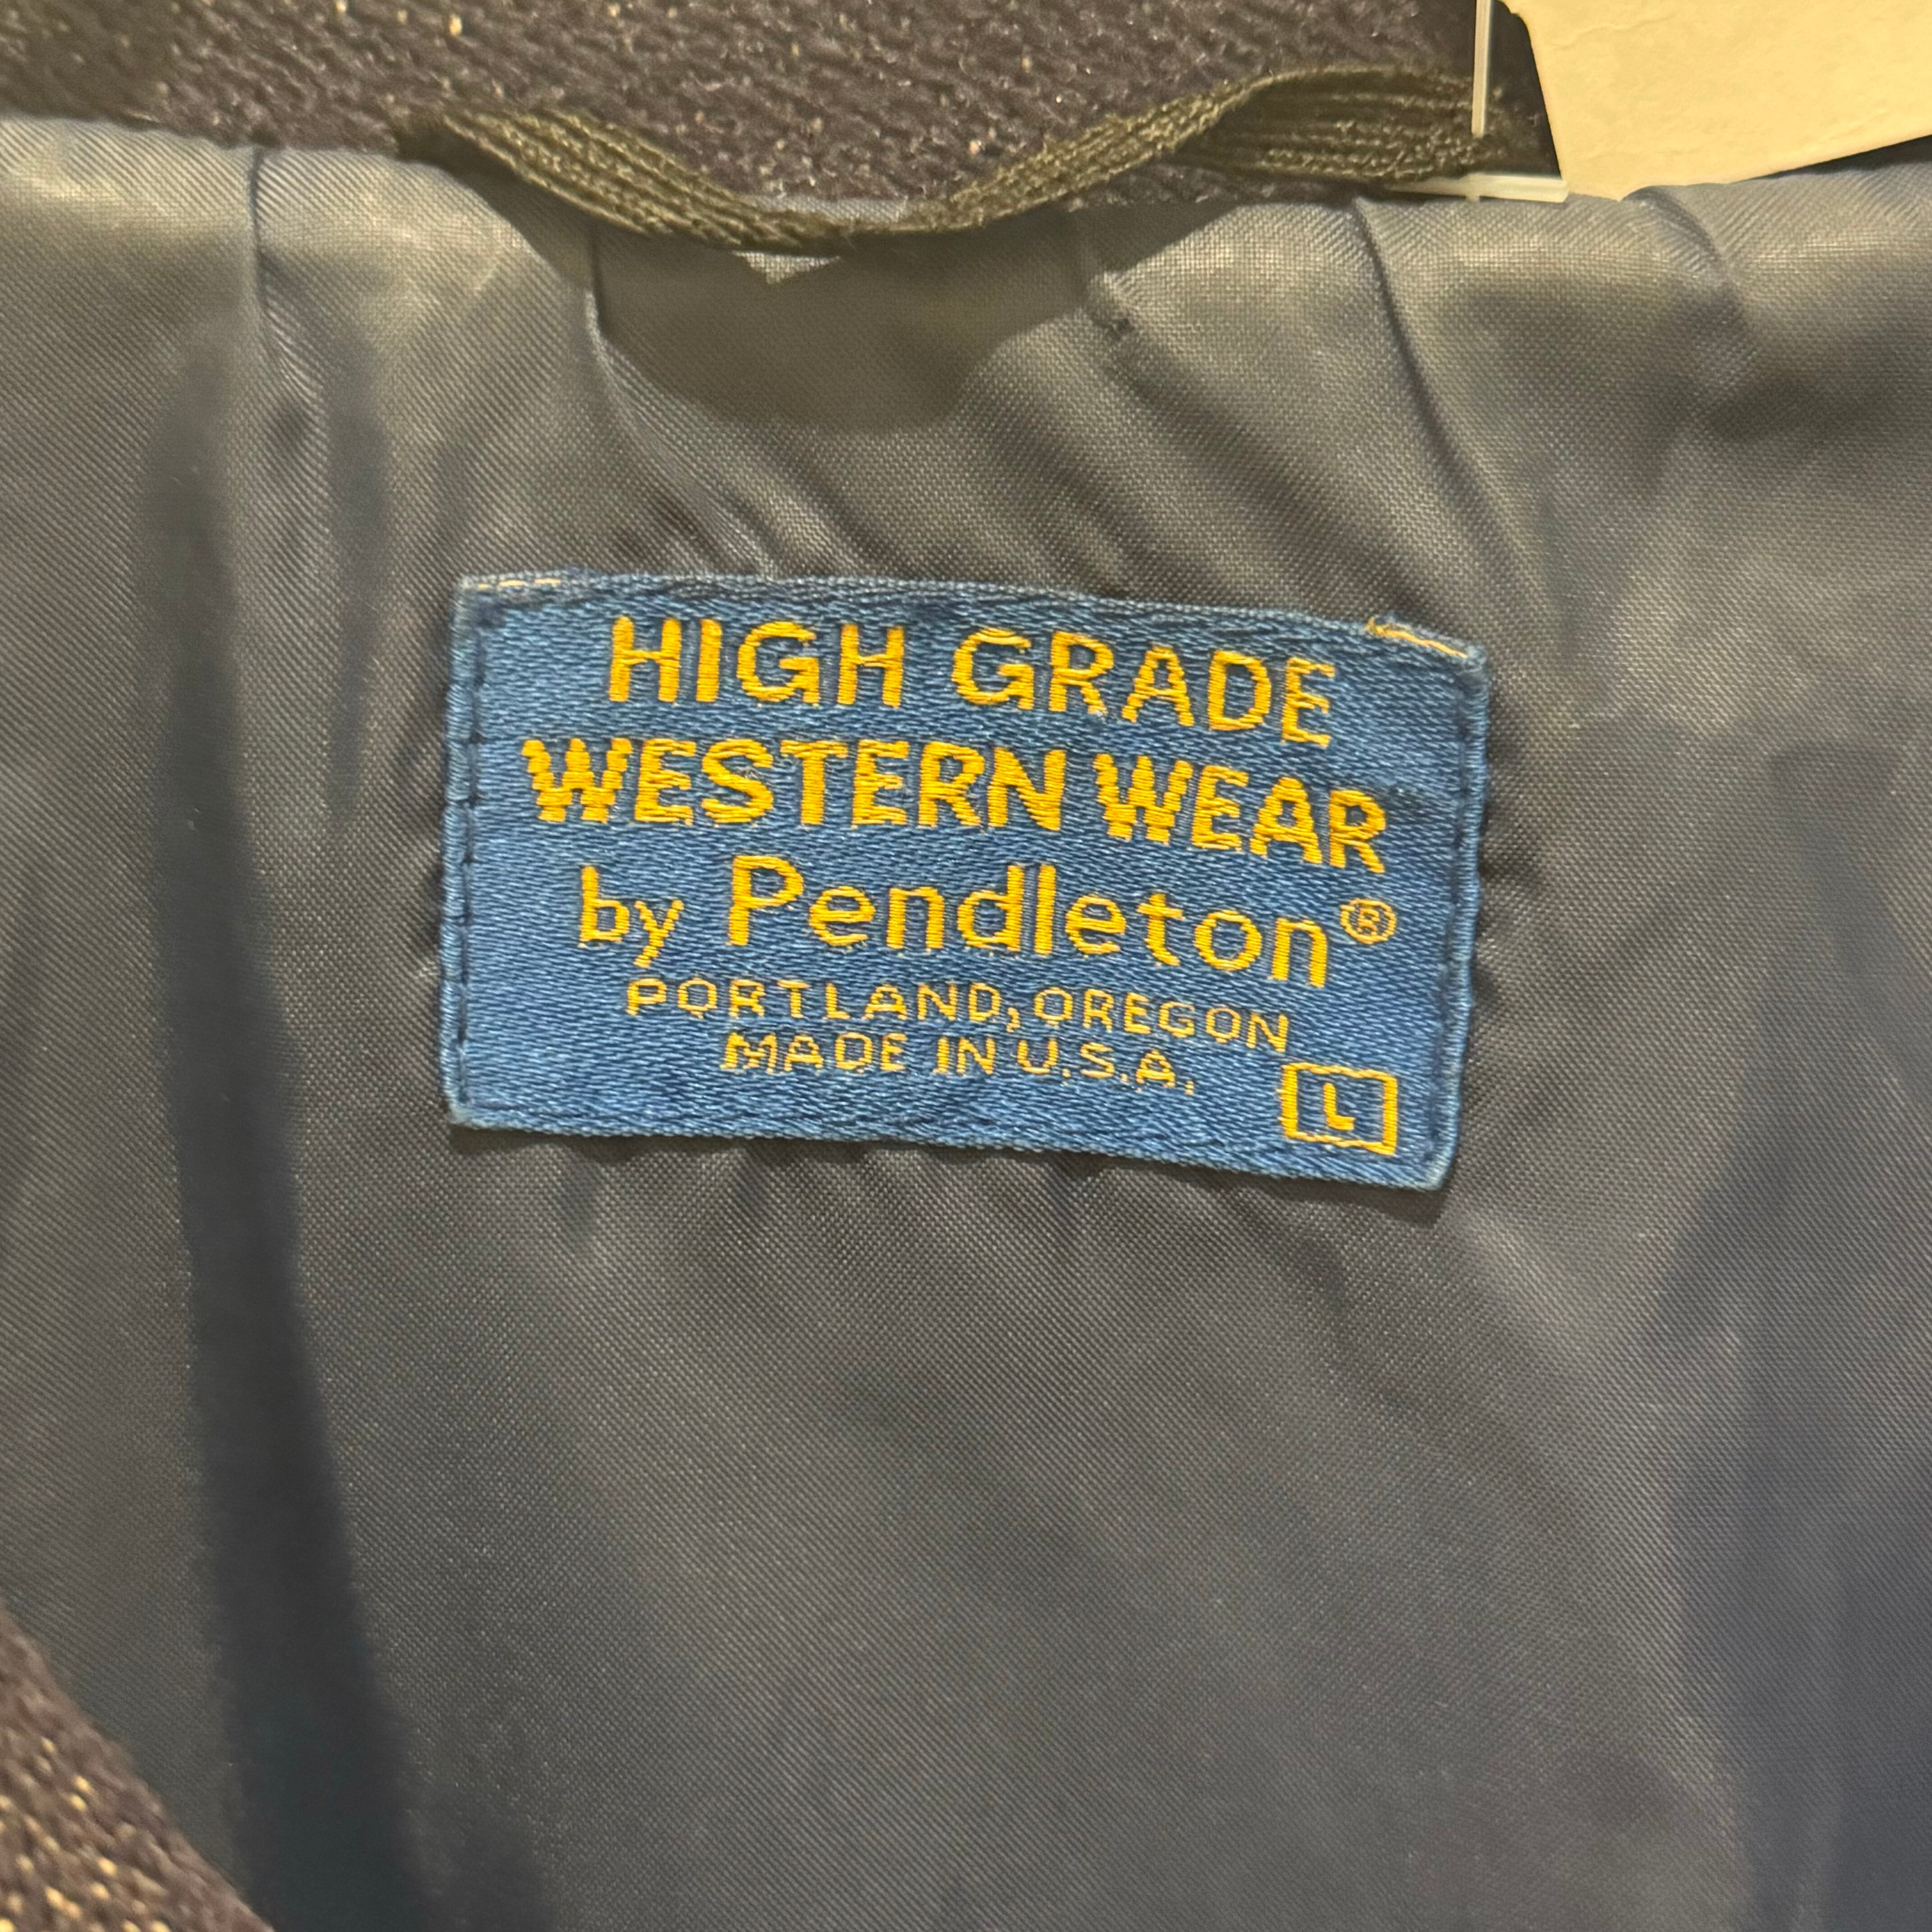 HIGH GRADE
WESTERN WEAR
by Pendleton®
PORTLAND, OREGON
MADE IN U.S.A.
L